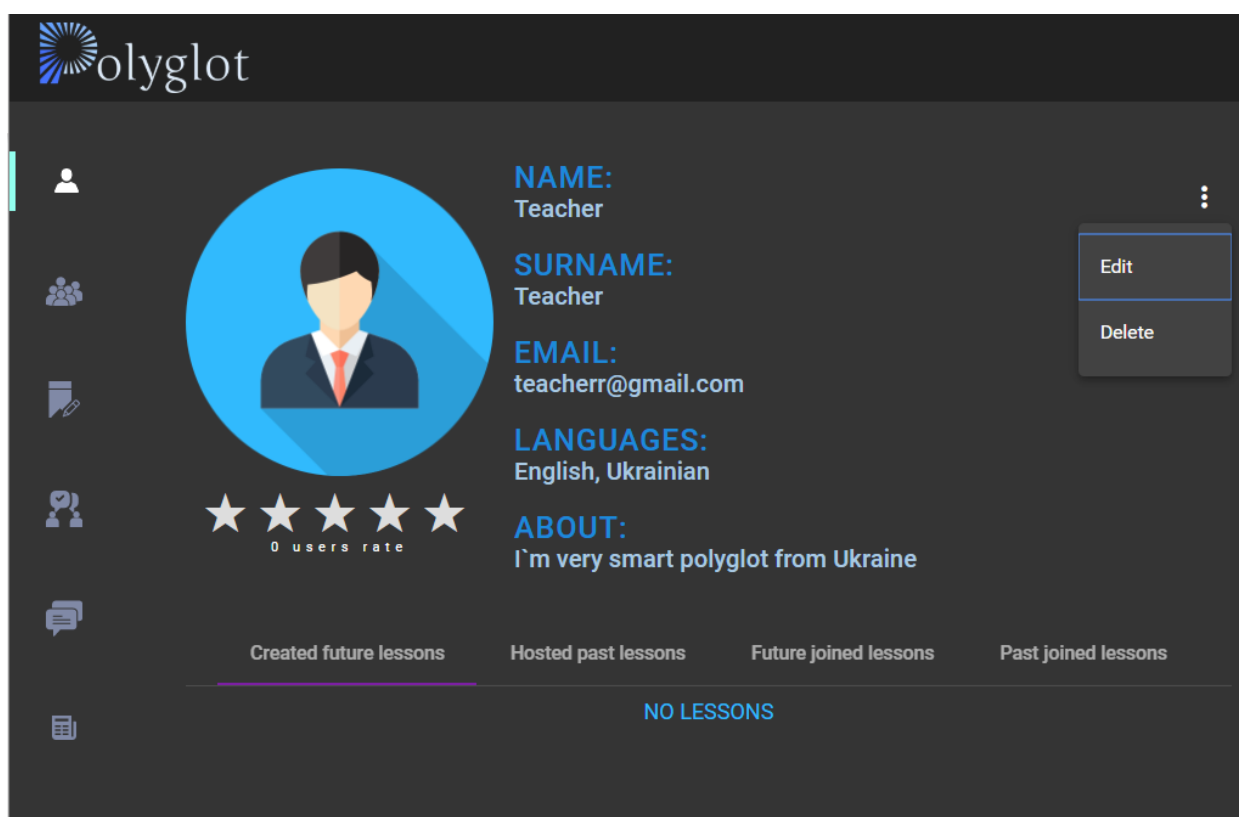 Polyglot
NAME:
Teacher
SURNAME:
Teacher
EMAIL:
teacherr@gmail.com
LANGUAGES:
English, Ukrainian
ABOUT:
I`m very smart polyglot from Ukraine
Edit
Delete
0 users rate
Created future lessons
Hosted past lessons
Future joined lessons
Past joined lessons
NO LESSONS